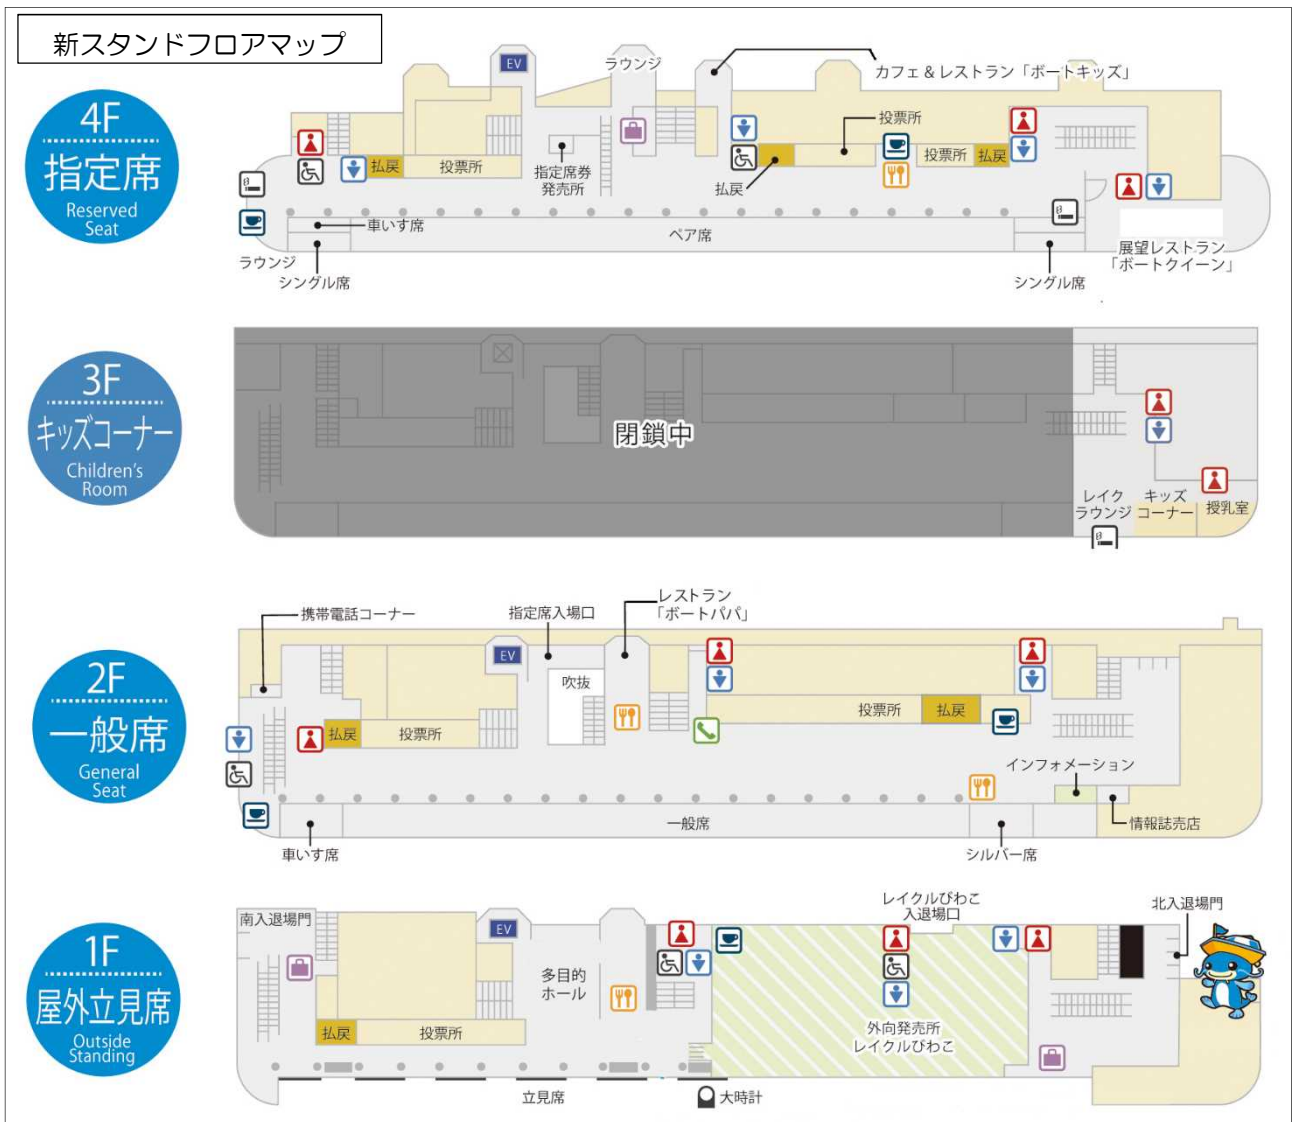 新スタンドフロアマップ
4F
指定席
Reserved
Seat
EV
ラウンジ
カフェ&レストラン「ボートキッズ」
投票所
払戻
投票所
指定席券
発売所
払戻
投票所
払戻
車いす席
ペア席
ラウンジ
シングル席
シングル席
展望レストラン
「ボートクイーン」
3F
キッズコーナー
Children's
Room
閉鎖中
レイク
ラウンジ
キッズ
コーナー
授乳室
2F
一般席
General
Seat
携帯電話コーナー
指定席入場口
レストラン
「ボートパパ」
EV
吹抜
払戻
投票所
投票所
払戻
インフォメーション
一般席
情報誌売店
車いす席
シルバー席
1F
屋外立見席
Outside
Standing
南入退場門
EV
レイクルびわこ
入退場口
北入退場門
多目的
ホール
払戻
投票所
外向発売所
レイクルびわこ
立見席
大時計